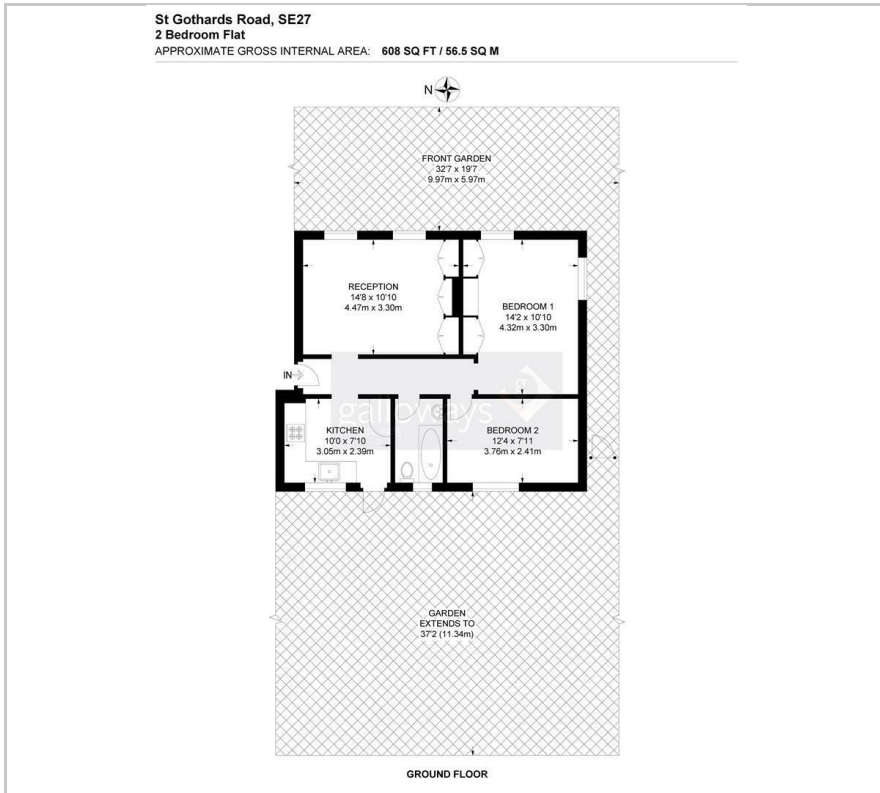 St Gothards Road, SE27
2 Bedroom Flat
APPROXIMATE GROSS INTERNAL AREA: 608 SQ FT / 56.5 SQ M
N
FRONT GARDEN
32'7 x 19'7
9.97m x 5.97m
RECEPTION
14'8 x 10'10
4.47m x 3.30m
BEDROOM 1
14'2 x 10'10
4.32m x 3.30m
IN
galloways
KITCHEN
10'0 x 7'10
3.05m x 2.39m
BEDROOM 2
12'4 x 7'11
3.76m x 2.41m
GARDEN
EXTENDS TO
37'2 (11.34m)
GROUND FLOOR